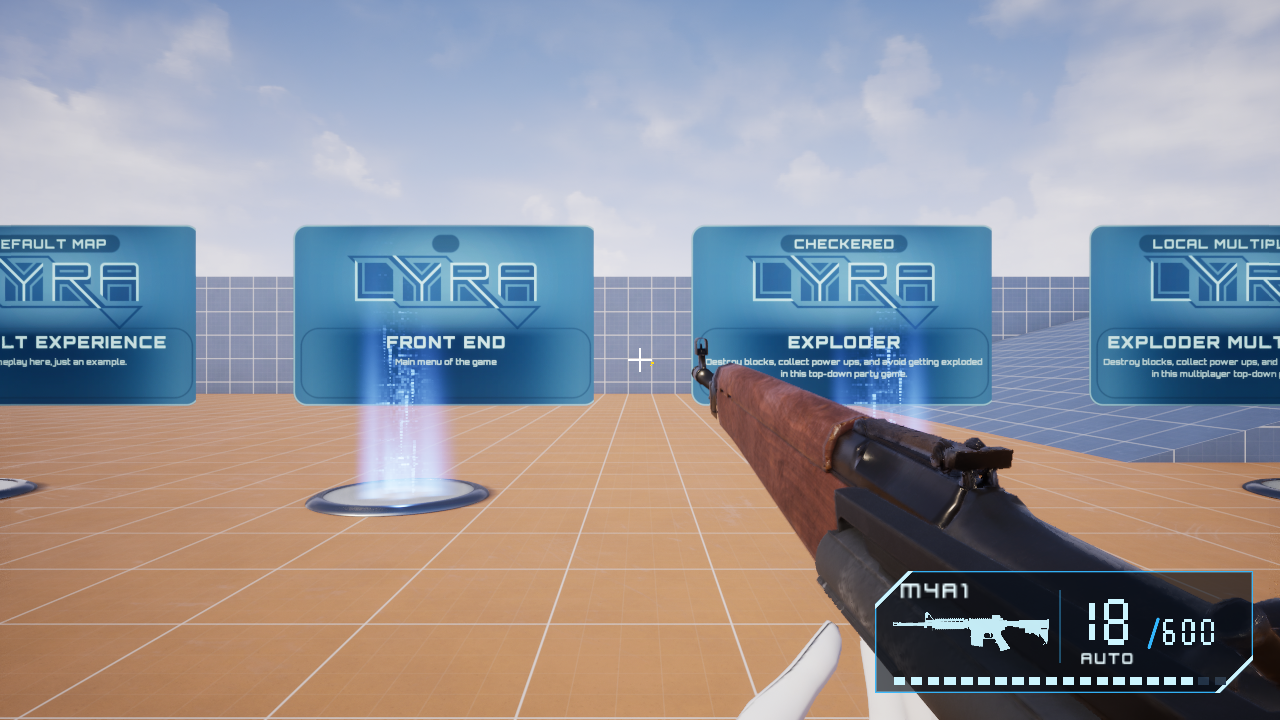 EFAULT MAP
LYRA
LT EXPERIENCE
meplay here, just an example.
LYRA
FRONT END
Main menu of the game
CHECKERED
LYRA
EXPLODER
Destroy blocks, collect power ups, and avoid getting exploded
in this top-down party game.
LOCAL MULTIPL
LYR
EXPLODER MULT
Destroy blocks, collect power ups, and
in this multiplayer top-down
M4A1
18 /600
AUTO